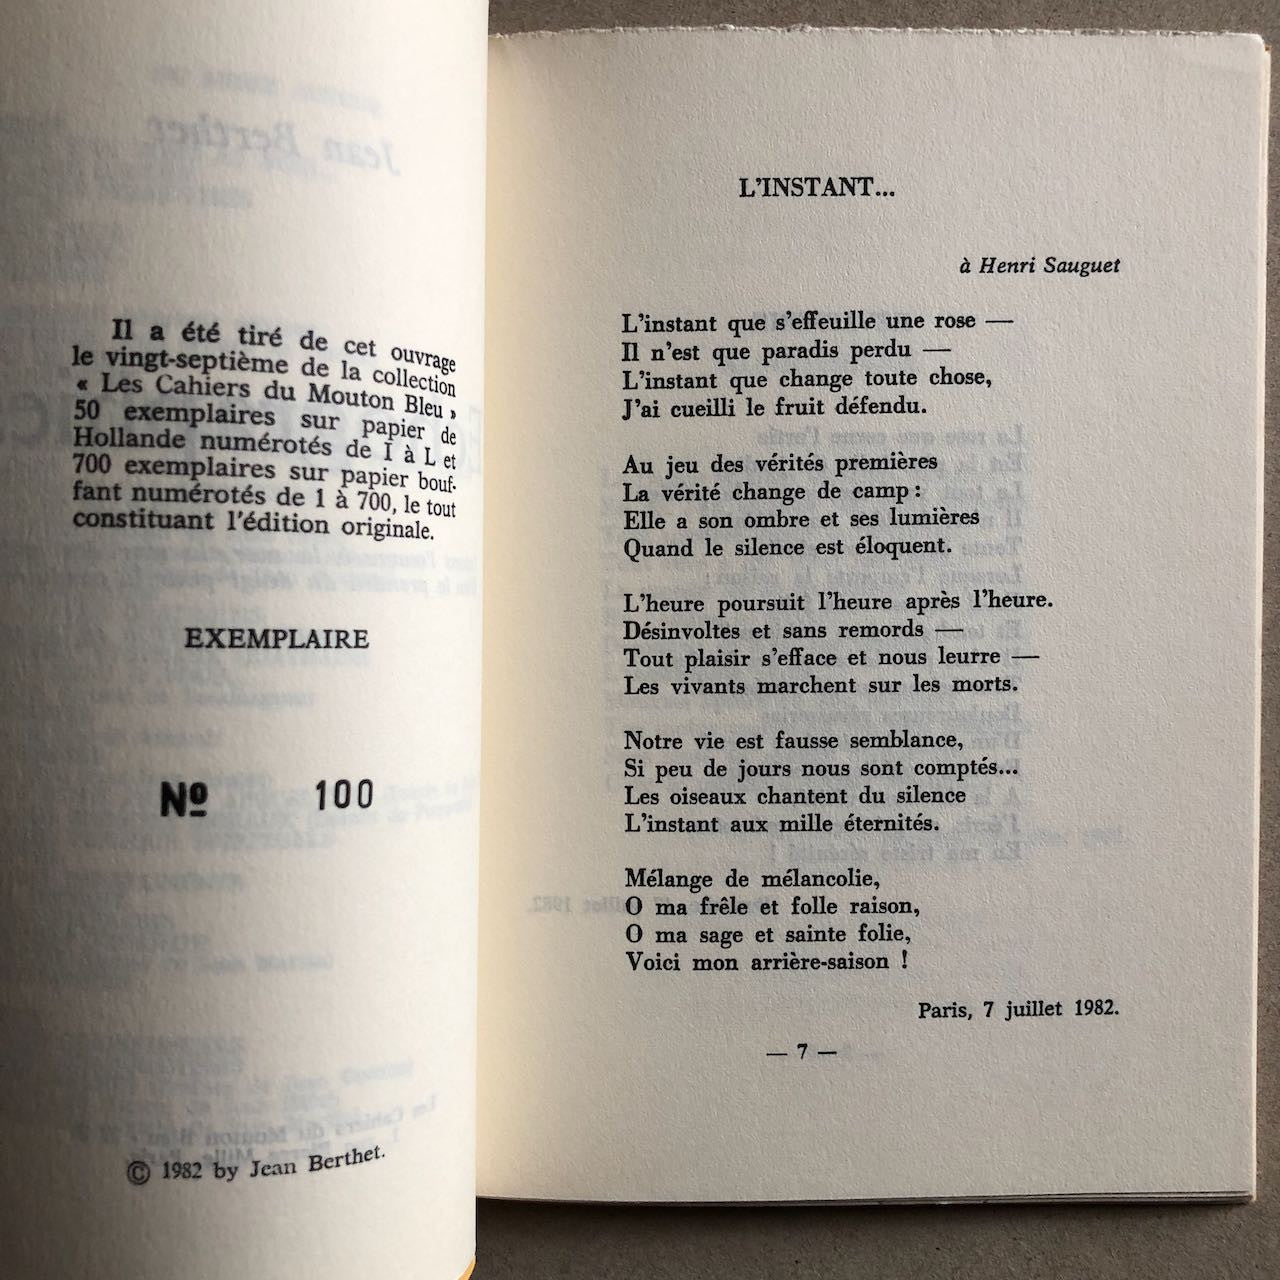 Il a été tiré de cet ouvrage
le vingt-septième de la collection
« Les Cahiers du Mouton Bleu »
50 exemplaires sur papier de
Hollande numérotés de I à L et
700 exemplaires sur papier bouf-
fant numérotés de 1 à 700, le tout
constituant l'édition originale.
EXEMPLAIRE
Nº 100
© 1982 by Jean Berthet.
L'INSTANT...
à Henri Sauguet
L'instant que s'effeuille une rose —
Il n'est que paradis perdu —
L'instant que change toute chose,
J'ai cueilli le fruit défendu.
Au jeu des vérités premières
La vérité change de camp :
Elle a son ombre et ses lumières
Quand le silence est éloquent.
L'heure poursuit l'heure après l'heure.
Désinvoltes et sans remords —
Tout plaisir s'efface et nous leurre —
Les vivants marchent sur les morts.
Notre vie est fausse semblance,
Si peu de jours nous sont comptés...
Les oiseaux chantent du silence
L'instant aux mille éternités.
Mélange de mélancolie,
O ma frêle et folle raison,
O ma sage et sainte folie,
Voici mon arrière-saison !
Paris, 7 juillet 1982.
— 7 —